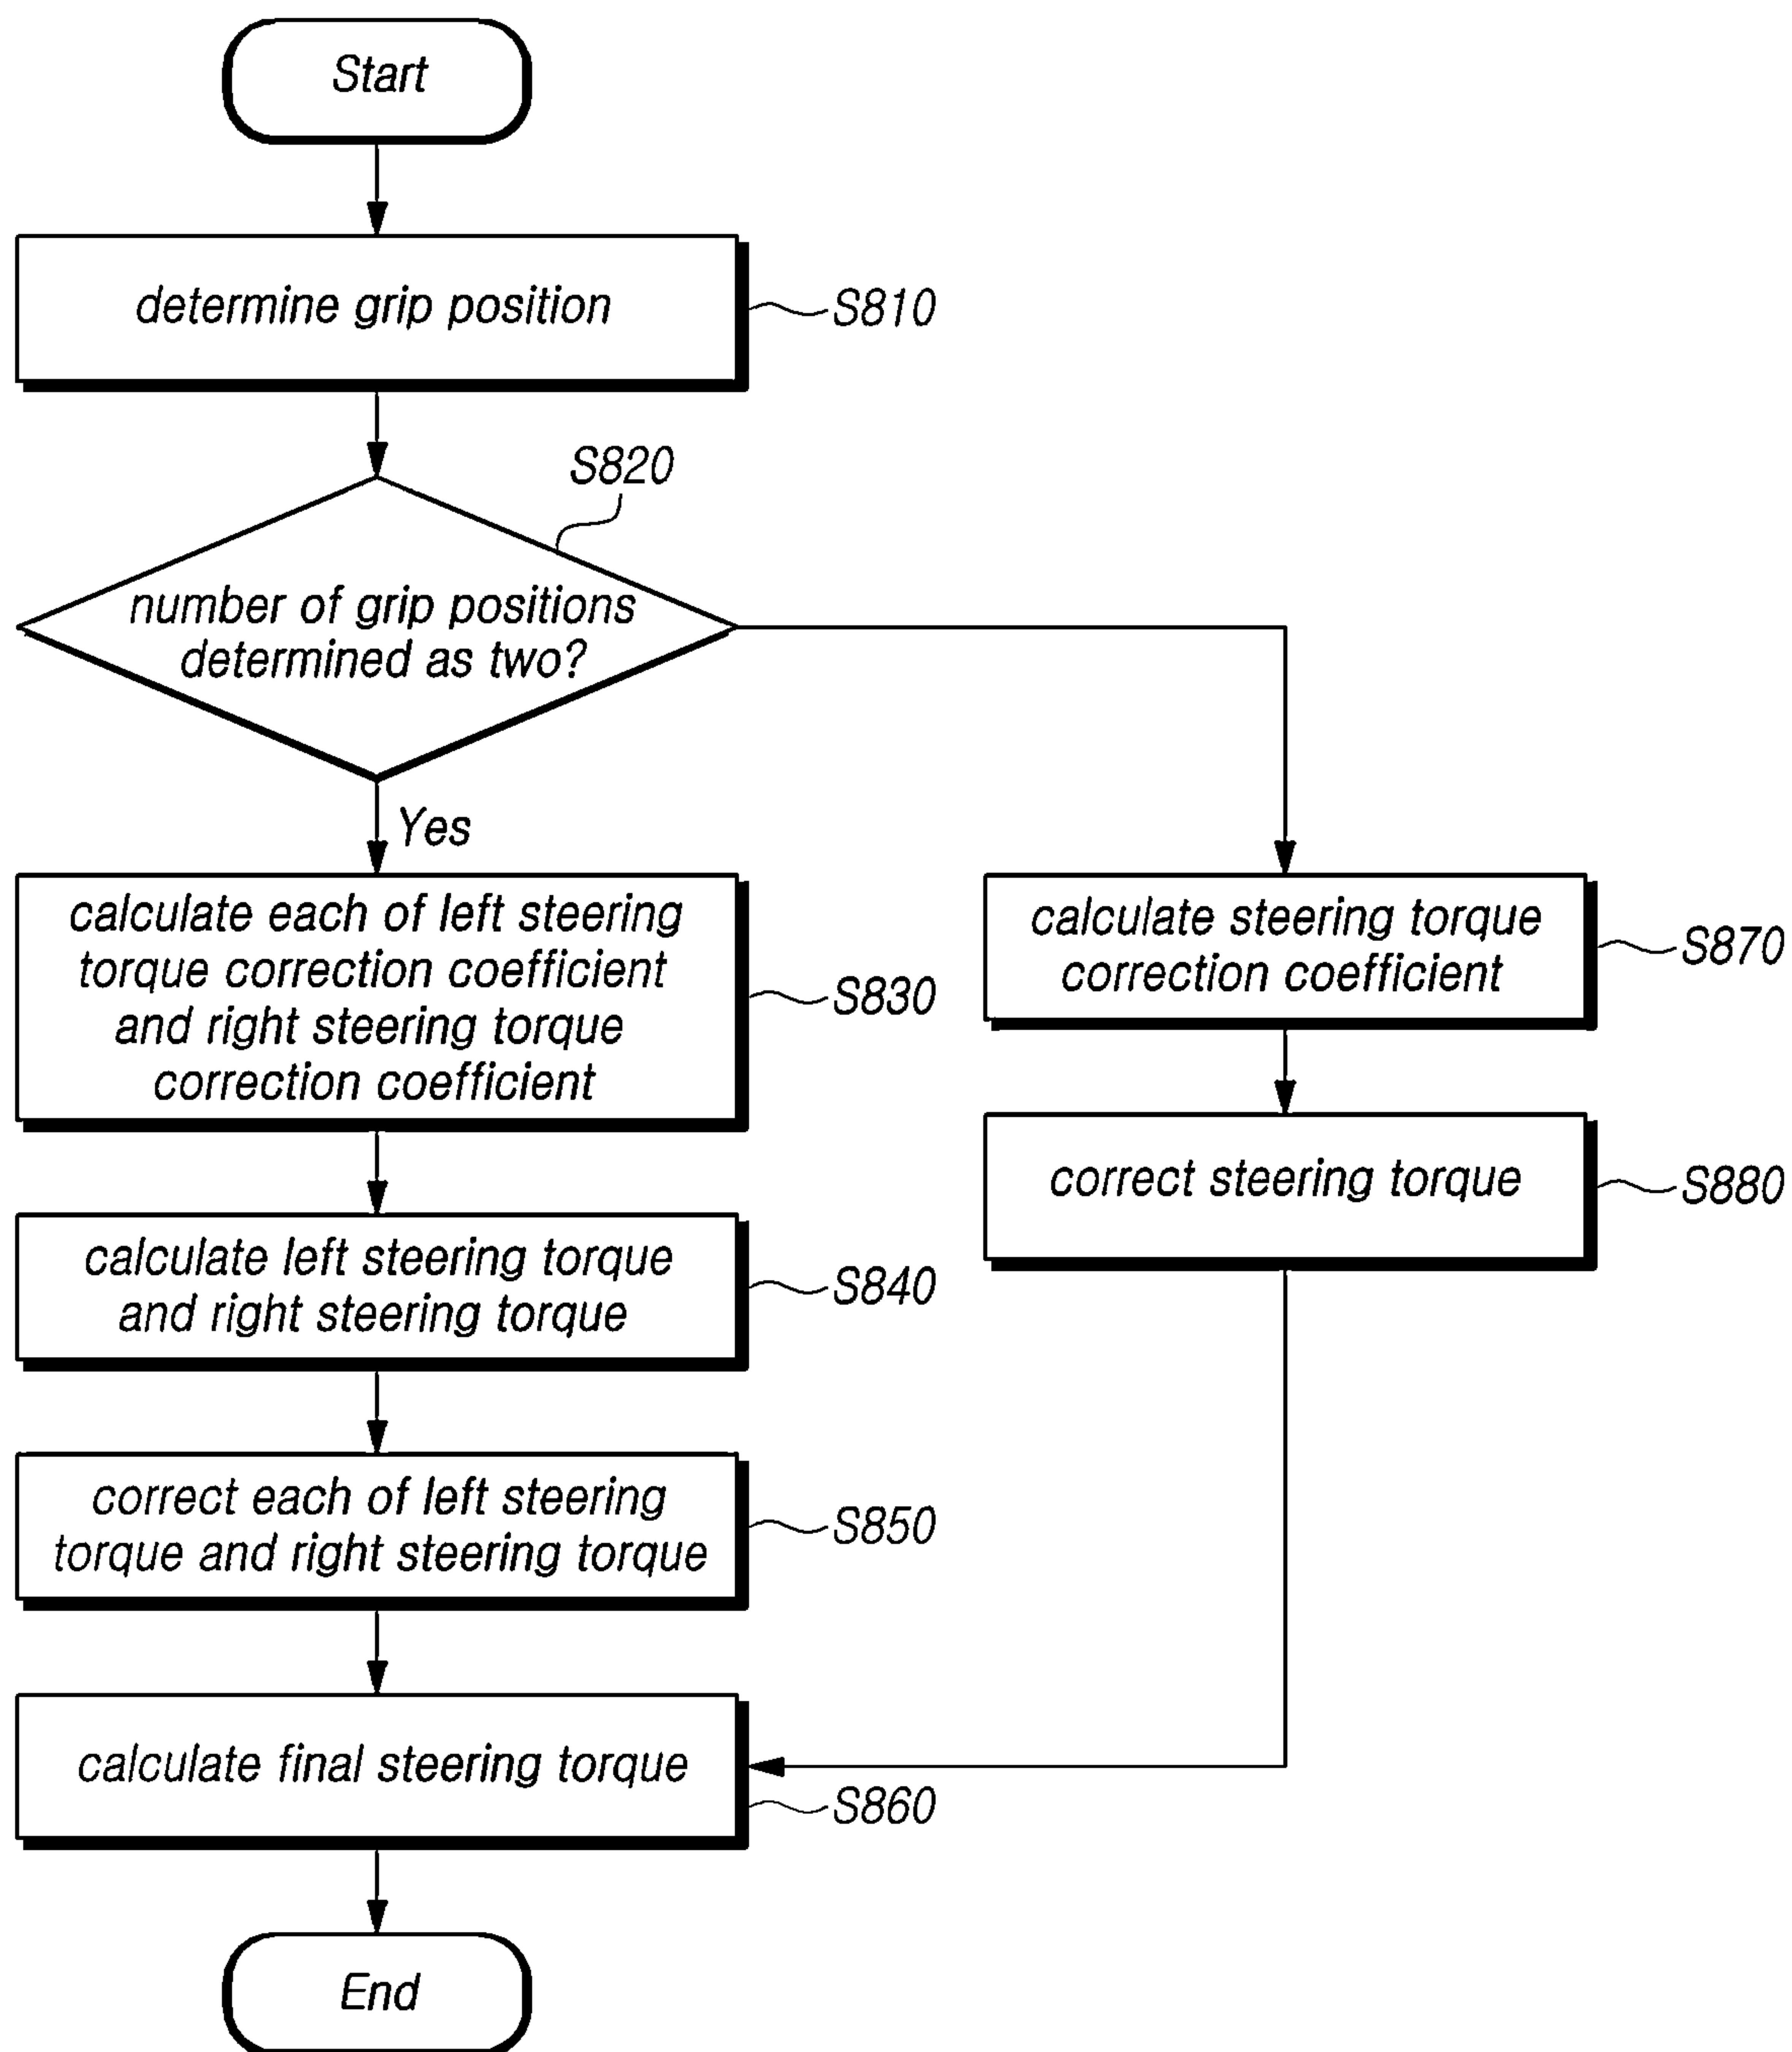 Start
determine grip position
S810
S820
number of grip positions
determined as two?
Yes
calculate each of left steering
torque correction coefficient
and right steering torque
correction coefficient
S830
calculate steering torque
correction coefficient
S870
correct steering torque
S880
calculate left steering torque
and right steering torque
S840
correct each of left steering
torque and right steering torque
S850
calculate final steering torque
S860
End